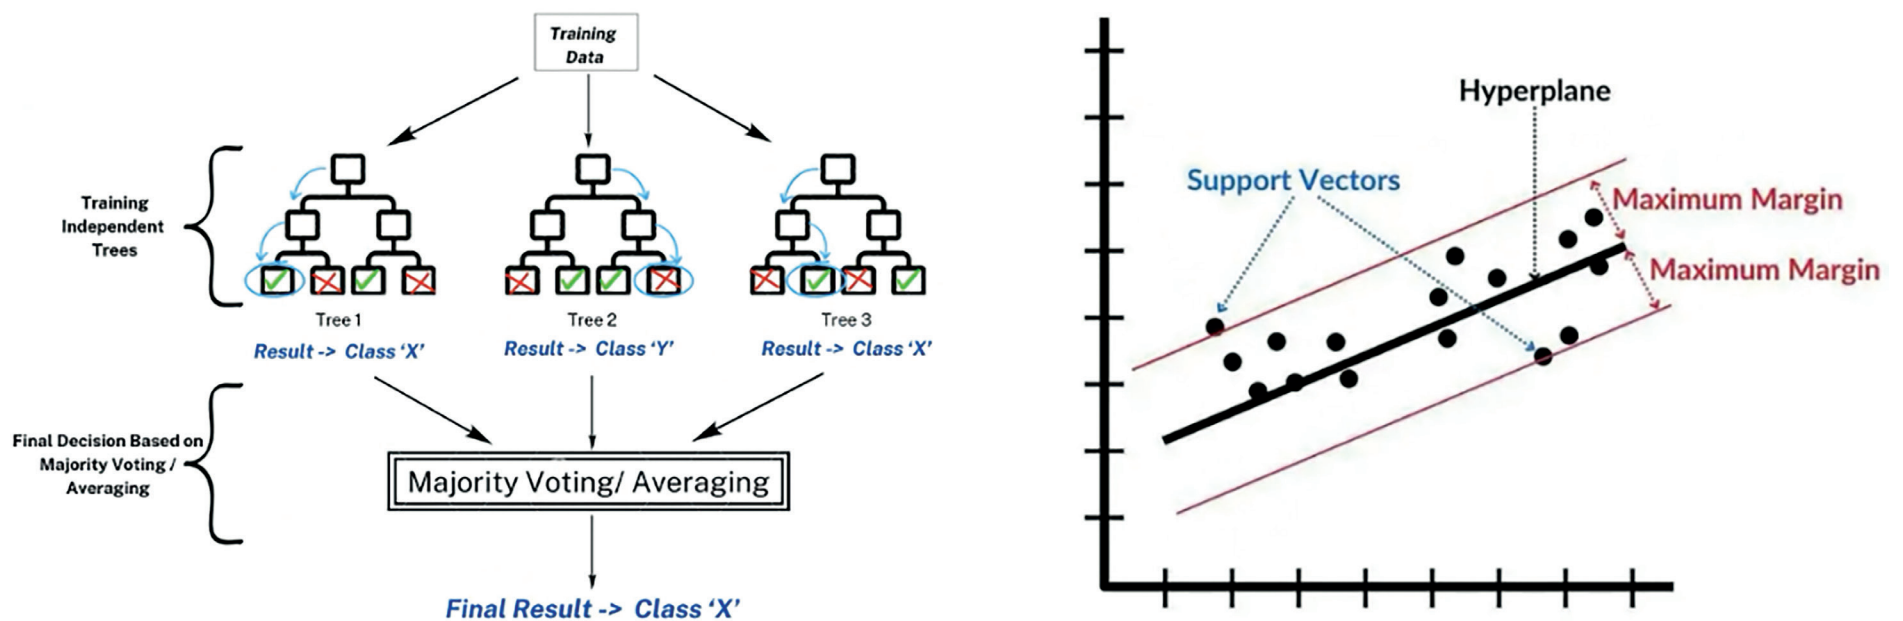 Training
Data
Training
Independent
Trees
Tree 1
Result -> Class ‘X’
Tree 2
Result -> Class ‘Y’
Tree 3
Result -> Class ‘X’
Final Decision Based on
Majority Voting /
Averaging
Majority Voting/ Averaging
Final Result -> Class ‘X’
Hyperplane
Support Vectors
Maximum Margin
Maximum Margin